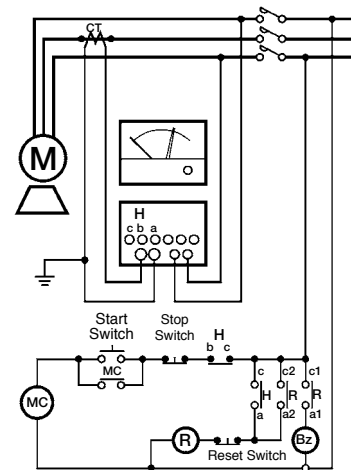 CT
M
H
c b a
Start Switch
Stop Switch
H
b c
MC
MC
c c2 c1
H R R
a a2 a1
R
Reset Switch
Bz